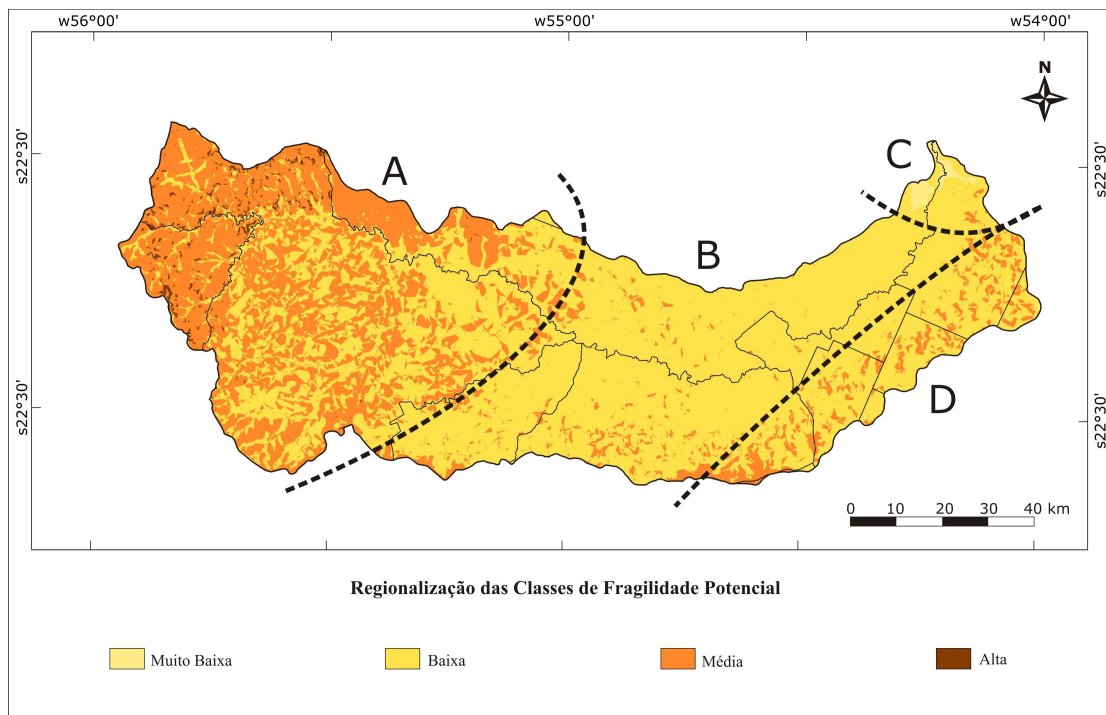 w56°00' w55°00' w54°00'
N
s22°30' s22°30'
A
B
C
D
s22°30' s22°30'
0 10 20 30 40 km
Regionalização das Classes de Fragilidade Potencial
Muito Baixa Baixa Média Alta